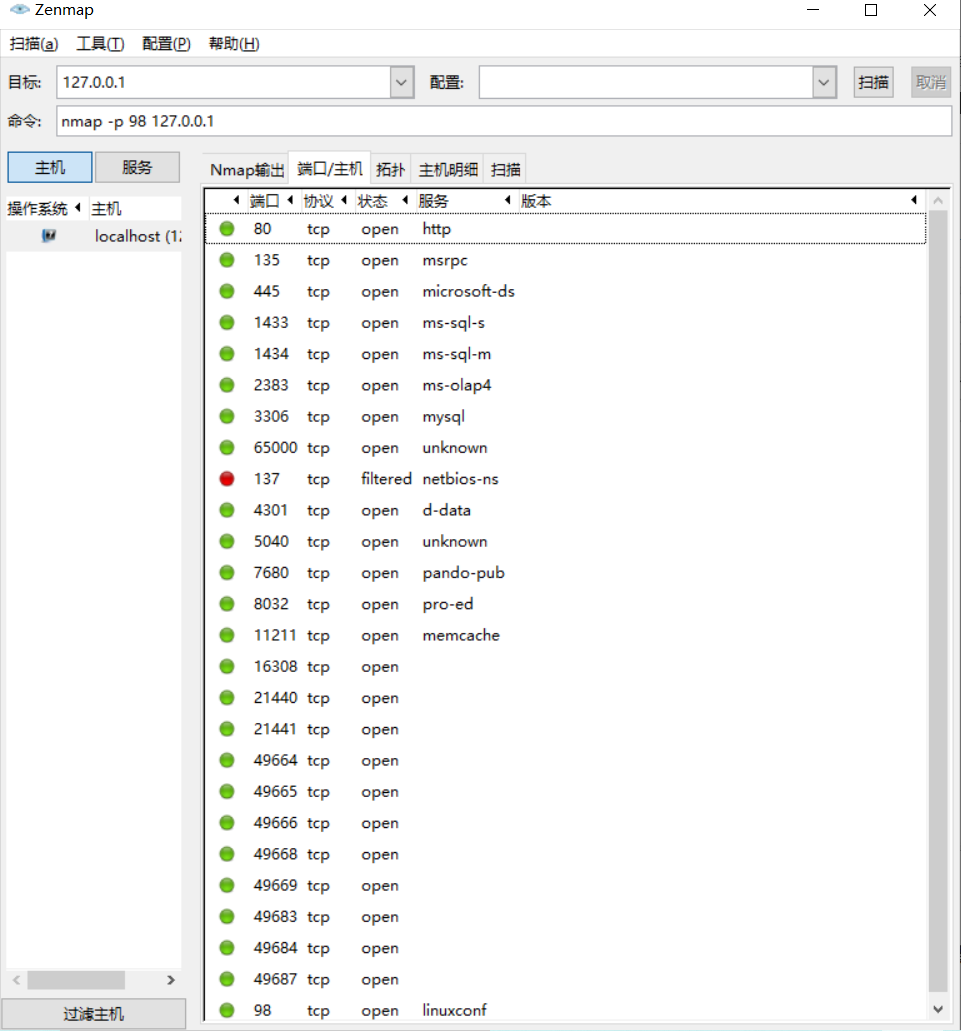 Zenmap
扫描(a) 工具(T) 配置(P) 帮助(H)
目标: 127.0.0.1 配置: 扫描 取消
命令: nmap -p 98 127.0.0.1
主机 服务 Nmap输出 端口/主机 拓扑 主机明细 扫描
操作系统 主机 端口 协议 状态 服务 版本
80 tcp open http
localhost (12
135 tcp open msrpc
445 tcp open microsoft-ds
1433 tcp open ms-sql-s
1434 tcp open ms-sql-m
2383 tcp open ms-olap4
3306 tcp open mysql
65000 tcp open unknown
137 tcp filtered netbios-ns
4301 tcp open d-data
5040 tcp open unknown
7680 tcp open pando-pub
8032 tcp open pro-ed
11211 tcp open memcache
16308 tcp open
21440 tcp open
21441 tcp open
49664 tcp open
49665 tcp open
49666 tcp open
49668 tcp open
49669 tcp open
49683 tcp open
49684 tcp open
49687 tcp open
98 tcp open linuxconf
过滤主机